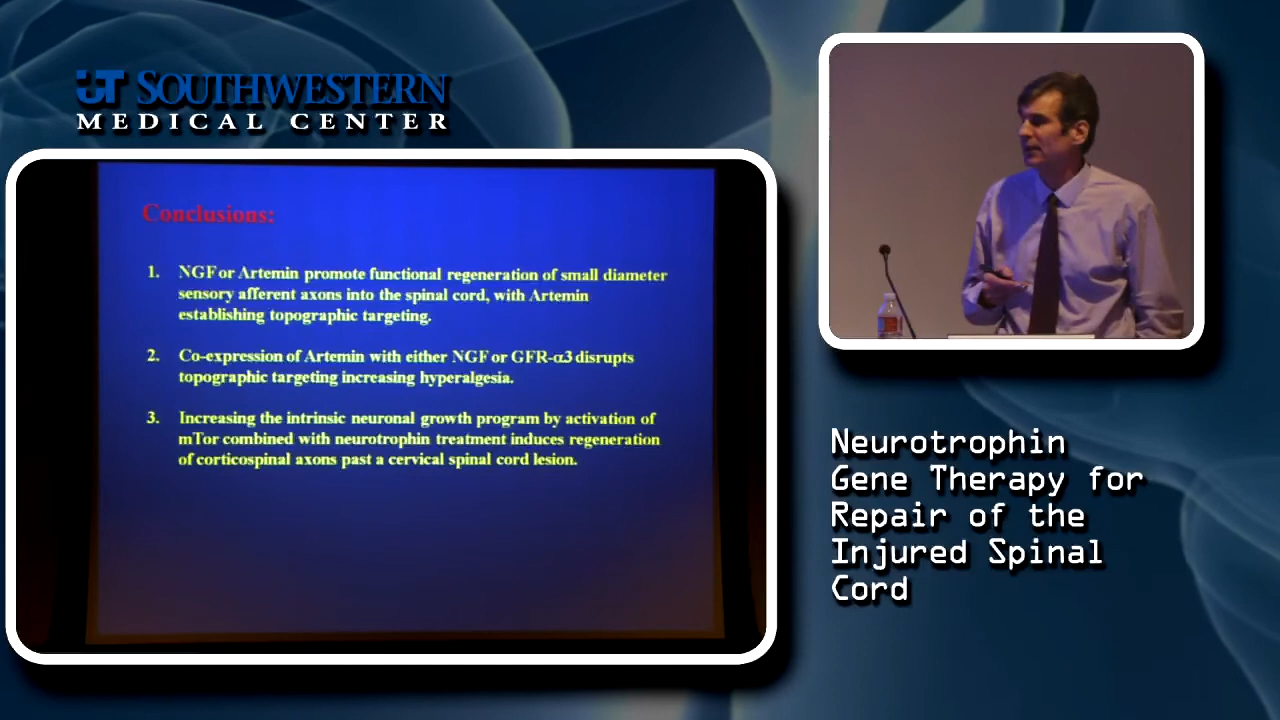 UT SOUTHWESTERN
MEDICAL CENTER
Conclusions:
1. NGF or Artemin promote functional regeneration of small diameter
sensory afferent axons into the spinal cord, with Artemin
establishing topographic targeting.
2. Co-expression of Artemin with either NGF or GFR-α3 disrupts
topographic targeting increasing hyperalgesia.
3. Increasing the intrinsic neuronal growth program by activation of
mTor combined with neurotrophin treatment induces regeneration
of corticospinal axons past a cervical spinal cord lesion.
Neurotrophin
Gene Therapy for
Repair of the
Injured Spinal
Cord